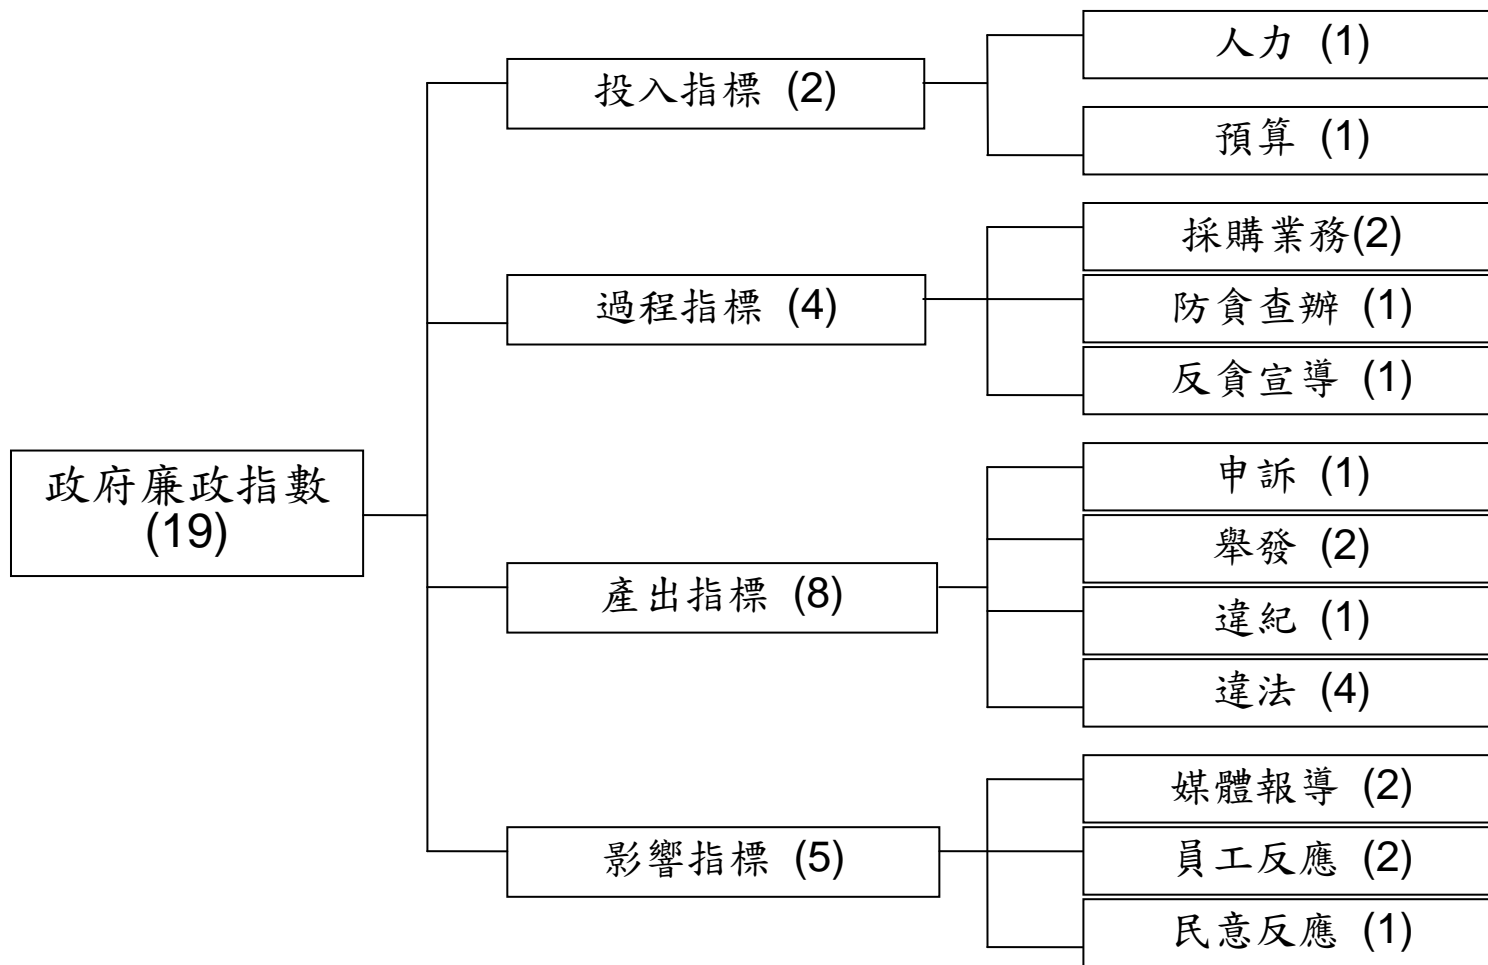 人力 (1)
投入指標 (2)
預算 (1)
採購業務(2)
過程指標 (4)
防貪查辦 (1)
反貪宣導 (1)
政府廉政指數
(19)
申訴 (1)
舉發 (2)
產出指標 (8)
違紀 (1)
違法 (4)
媒體報導 (2)
影響指標 (5)
員工反應 (2)
民意反應 (1)